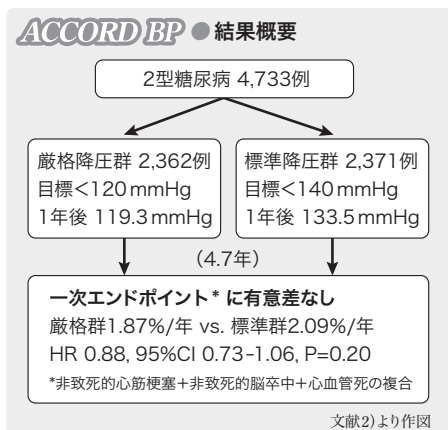 ACCORD BP ● 結果概要
2型糖尿病 4,733例
厳格降圧群 2,362例
目標<120mmHg
1年後 119.3mmHg
標準降圧群 2,371例
目標<140mmHg
1年後 133.5mmHg
(4.7年)
一次エンドポイント*に有意差なし
厳格群1.87%/年 vs. 標準群2.09%/年
HR 0.88, 95%CI 0.73-1.06, P=0.20
*非致死的心筋梗塞+非致死的脳卒中+心血管死の複合
文献2)より作図